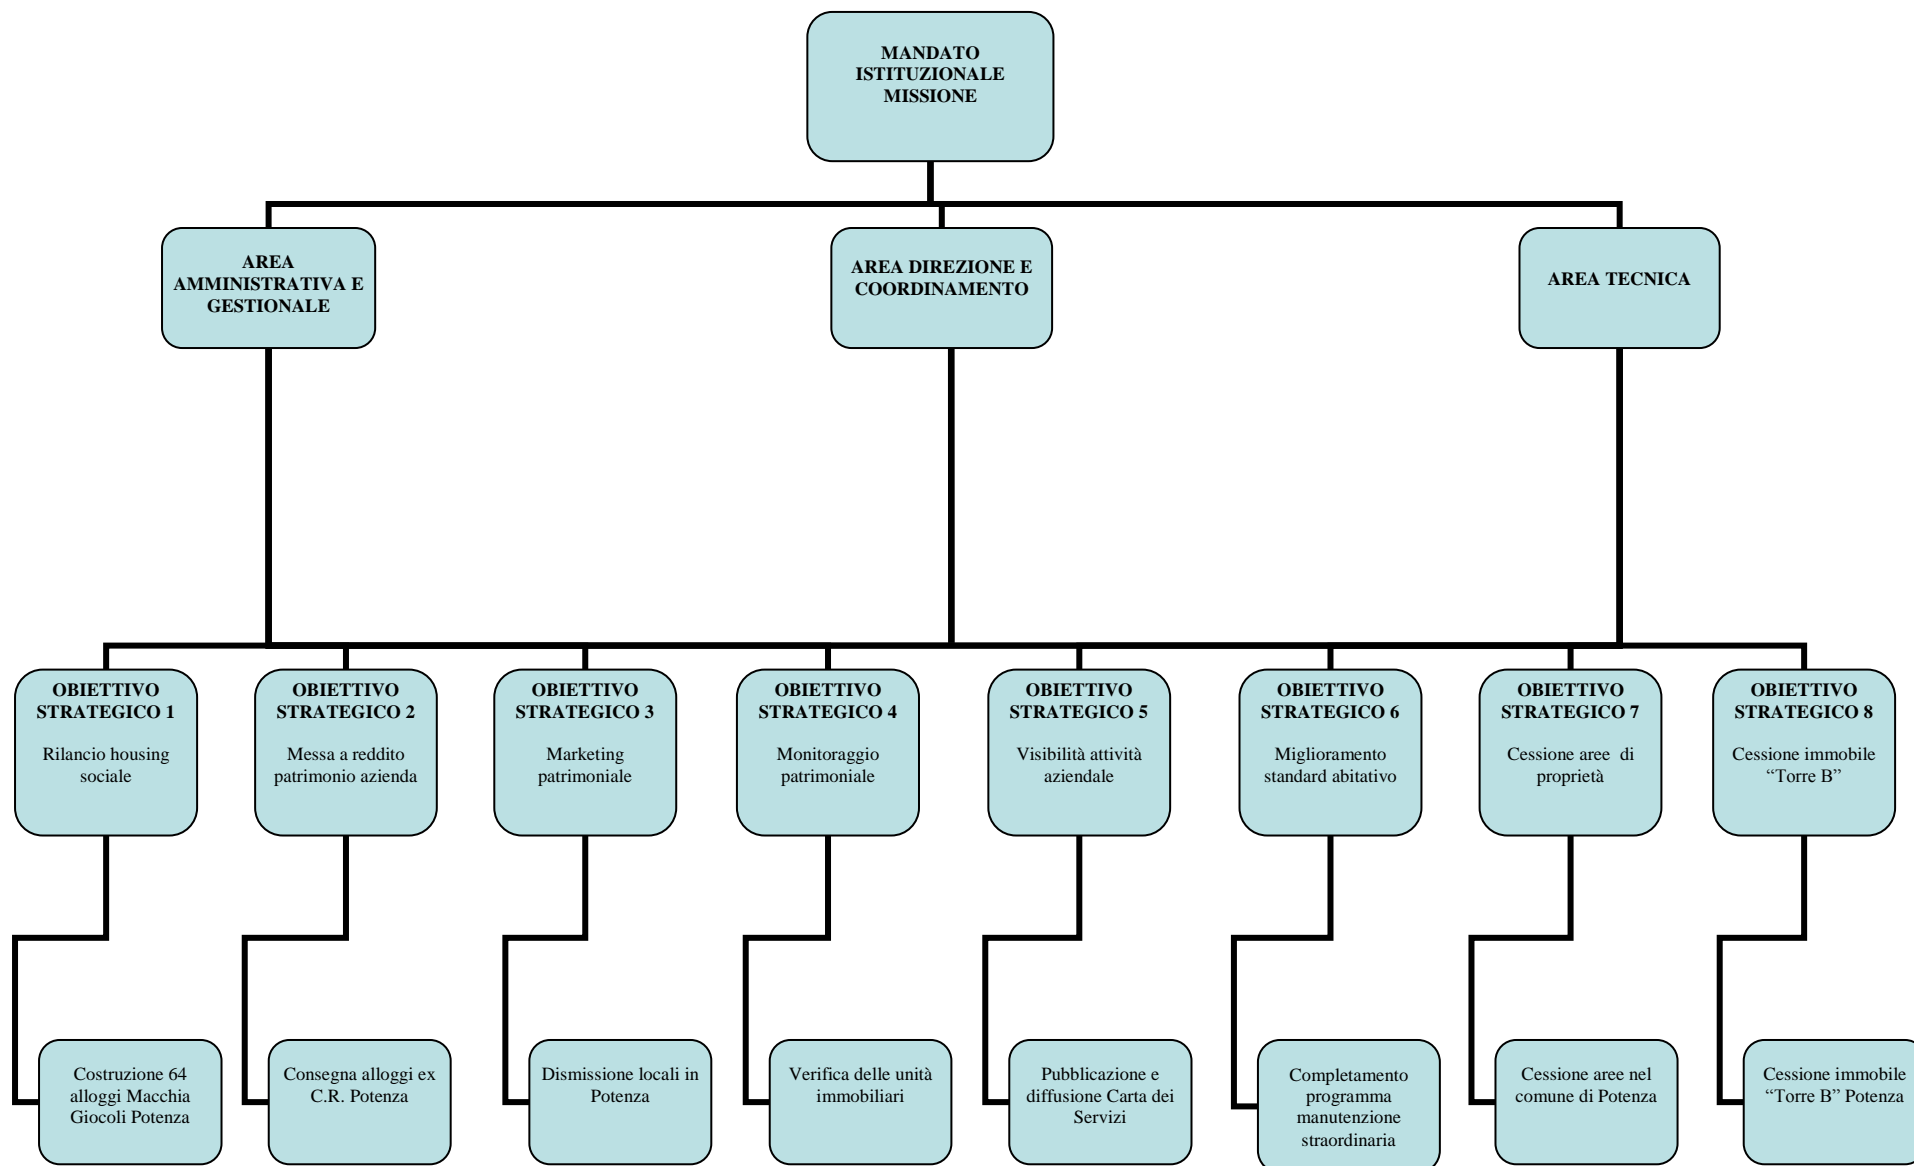 MANDATO
ISTITUZIONALE
MISSIONE
AREA
AMMINISTRATIVA E
GESTIONALE
AREA DIREZIONE E
COORDINAMENTO
AREA TECNICA
OBIETTIVO
STRATEGICO 1
Rilancio housing
sociale
OBIETTIVO
STRATEGICO 2
Messa a reddito
patrimonio azienda
OBIETTIVO
STRATEGICO 3
Marketing
patrimoniale
OBIETTIVO
STRATEGICO 4
Monitoraggio
patrimoniale
OBIETTIVO
STRATEGICO 5
Visibilità attività
aziendale
OBIETTIVO
STRATEGICO 6
Miglioramento
standard abitativo
OBIETTIVO
STRATEGICO 7
Cessione aree di
proprietà
OBIETTIVO
STRATEGICO 8
Cessione immobile
“Torre B”
Costruzione 64
alloggi Macchia
Giocoli Potenza
Consegna alloggi ex
C.R. Potenza
Dismissione locali in
Potenza
Verifica delle unità
immobiliari
Pubblicazione e
diffusione Carta dei
Servizi
Completamento
programma
manutenzione
straordinaria
Cessione aree nel
comune di Potenza
Cessione immobile
“Torre B” Potenza